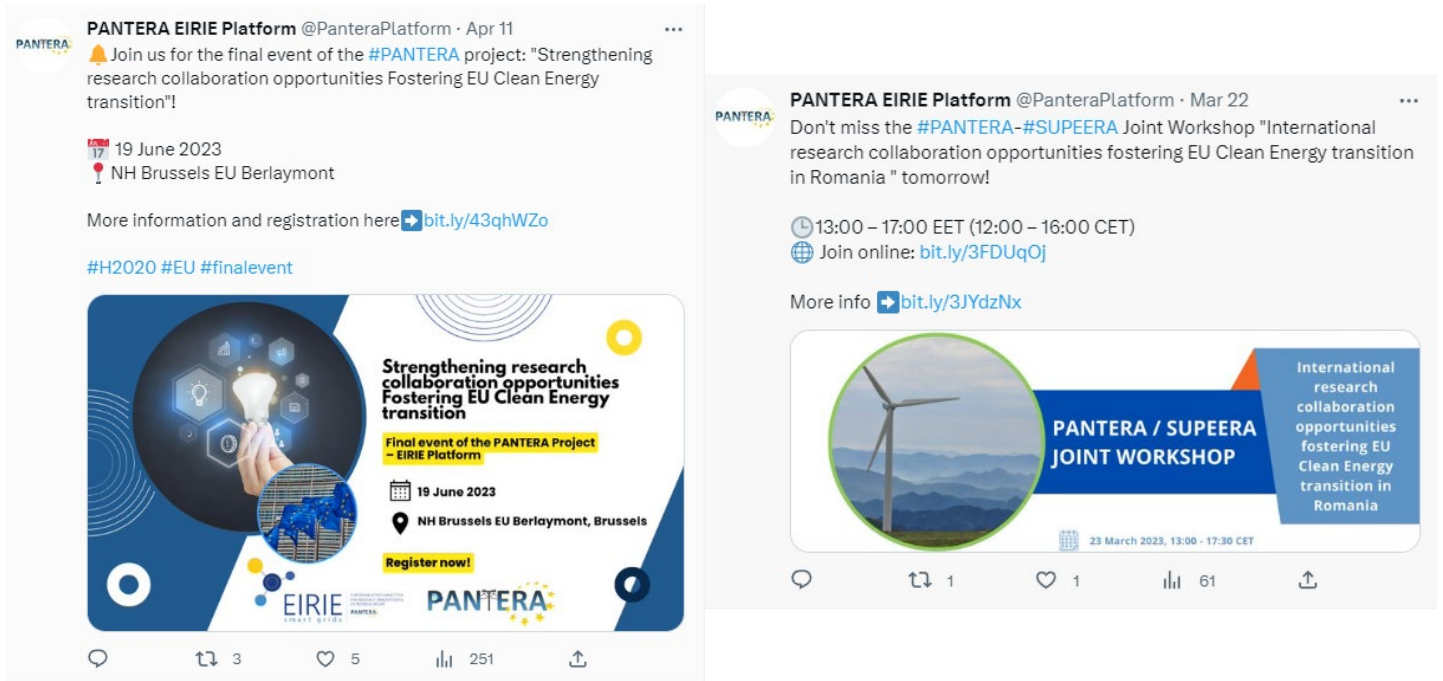 PANTERA
PANTERA EIRIE Platform @PanteraPlatform · Apr 11
Join us for the final event of the #PANTERA project: "Strengthening
research collaboration opportunities Fostering EU Clean Energy
transition"!
17 19 June 2023
NH Brussels EU Berlaymont
More information and registration here bit.ly/43qhWZo
#H2020 #EU #finalevent
Strengthening research
collaboration opportunities
Fostering EU Clean Energy
transition
Final event of the PANTERA Project
– EIRIE Platform
19 June 2023
NH Brussels EU Berlaymont, Brussels
Register now!
EIRIE
smart grids
PANTERA
PANTERA
3 5 251
PANTERA
PANTERA EIRIE Platform @PanteraPlatform · Mar 22
Don't miss the #PANTERA-#SUPEERA Joint Workshop "International
research collaboration opportunities fostering EU Clean Energy transition
in Romania " tomorrow!
13:00 – 17:00 EET (12:00 – 16:00 CET)
Join online: bit.ly/3FDUqOj
More info bit.ly/3JYdzNx
PANTERA / SUPEERA
JOINT WORKSHOP
International
research
collaboration
opportunities
fostering EU
Clean Energy
transition in
Romania
23 March 2023, 13:00 - 17:30 CET
1 1 61